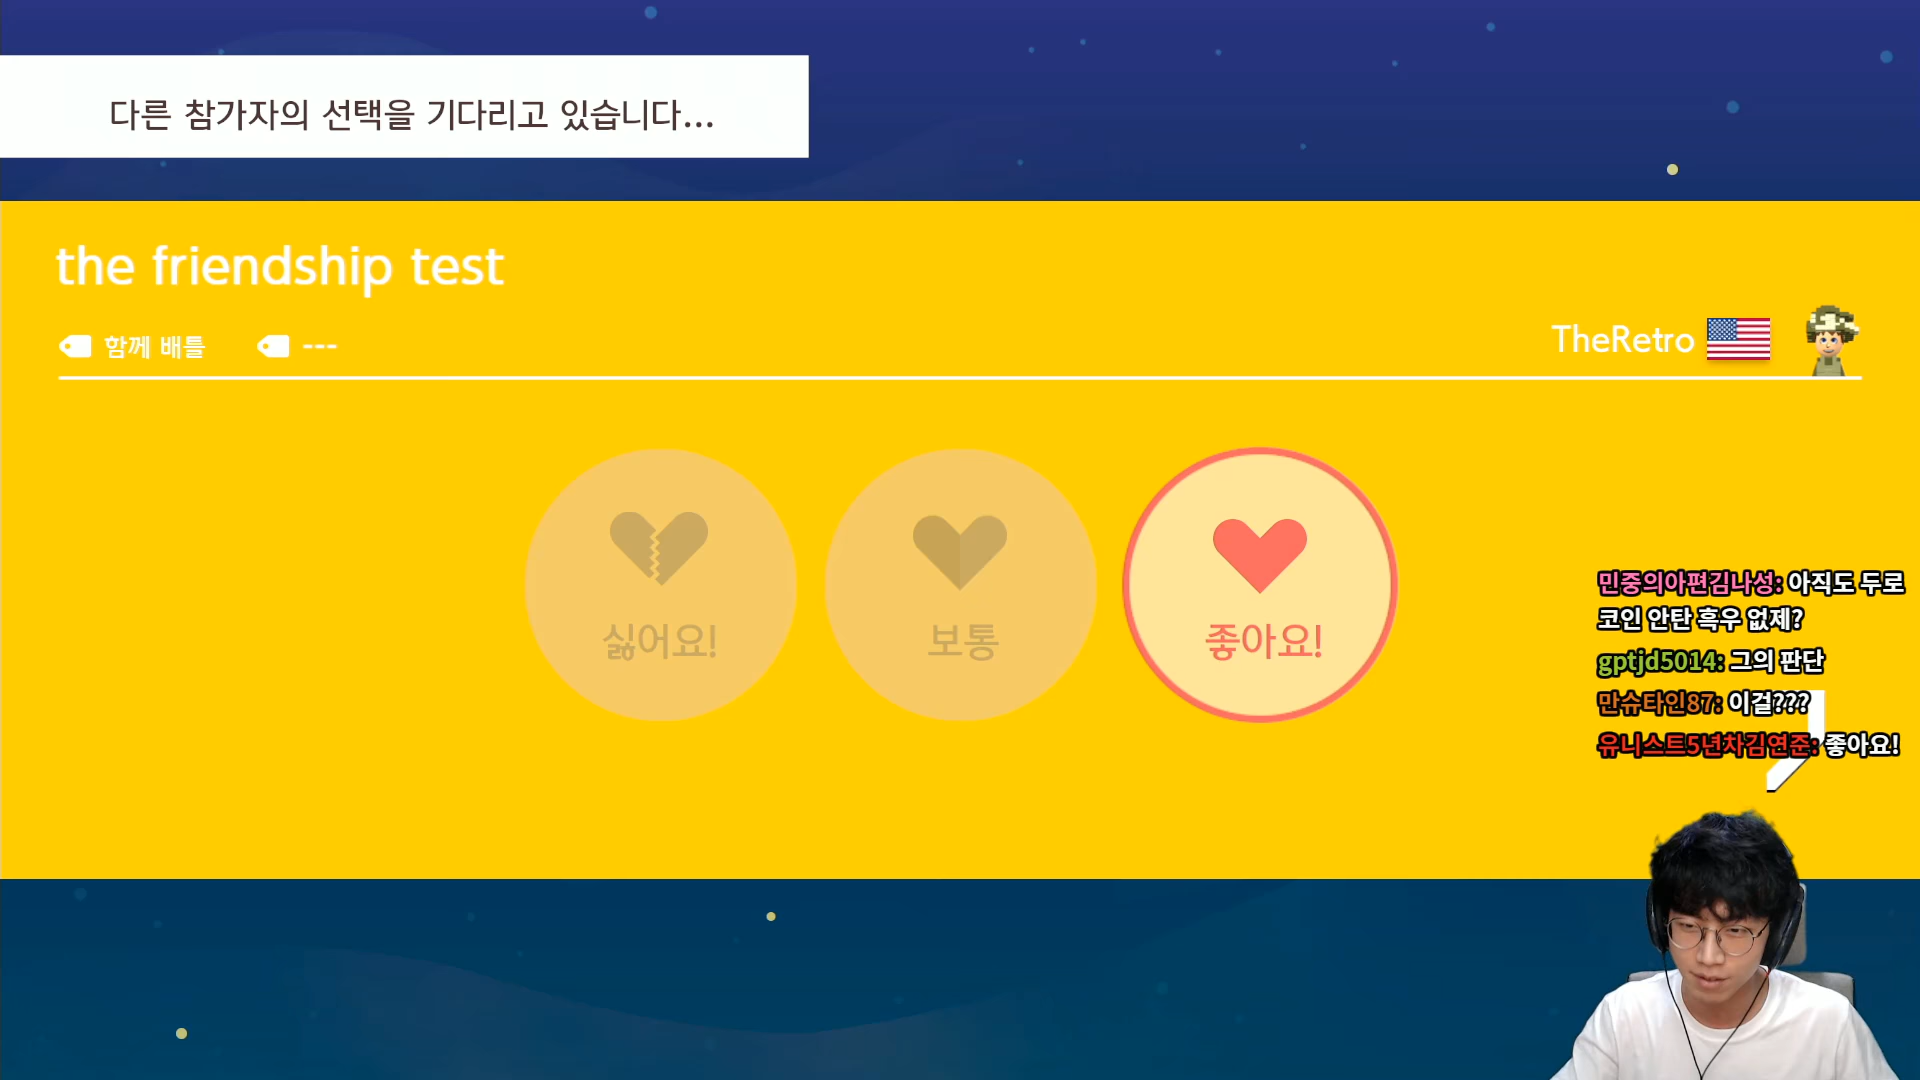 다른 참가자의 선택을 기다리고 있습니다...
the friendship test
함께 배틀
---
TheRetro
싫어요!
보통
좋아요!
민중의아편김나성: 아직도 두로
코인 안탄 흑우 없제?
gptjd5014: 그의 판단
만슈타인87: 이걸???
유니스트5년차김연준: 좋아요!